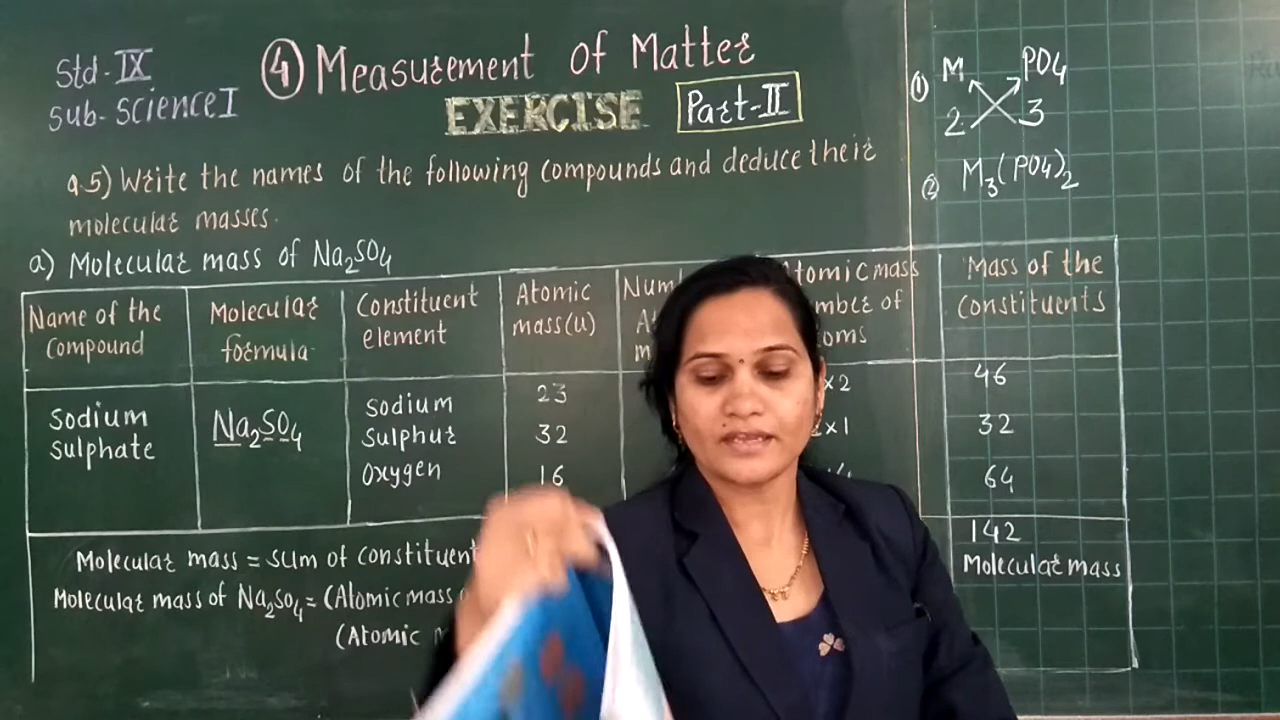 Std-IX
Sub-Science I
④ Measurement of Matter
EXERCISE Part-II
Q.5) Write the names of the following compounds and deduce their
molecular masses.
a) Molecular mass of Na2SO4
① M PO4
2 3
② M3(PO4)2
Name of the
Compound
Molecular
formula
Constituent
element
Atomic
mass(u)
Atomic mass
Mass of the
constituents
Sodium
sulphate
Na2SO4
Sodium 23 x2 46
Sulphur 32 x1 32
Oxygen 16 64
142
Molecular mass
Molecular mass = sum of constituent
Molecular mass of Na2SO4 = (Atomic mass
(Atomic